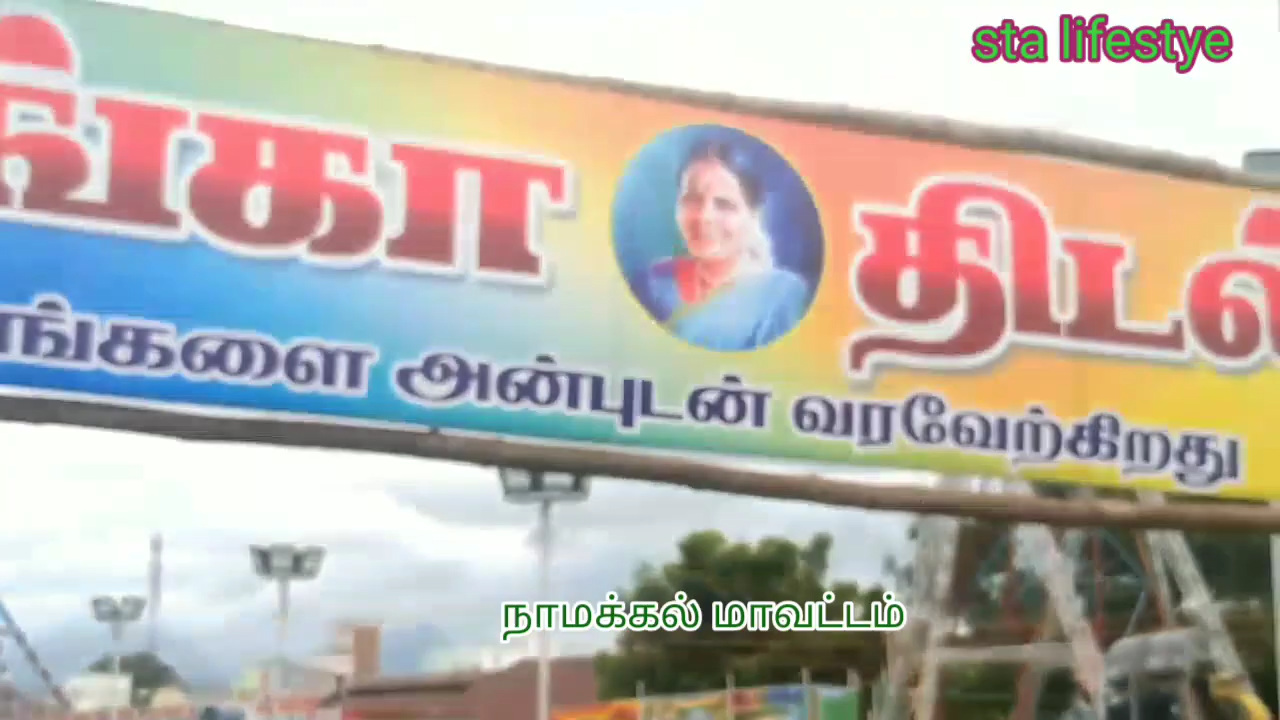 sta lifestye
திடல்
அன்புடன் வரவேற்கிறது
நாமக்கல் மாவட்டம்